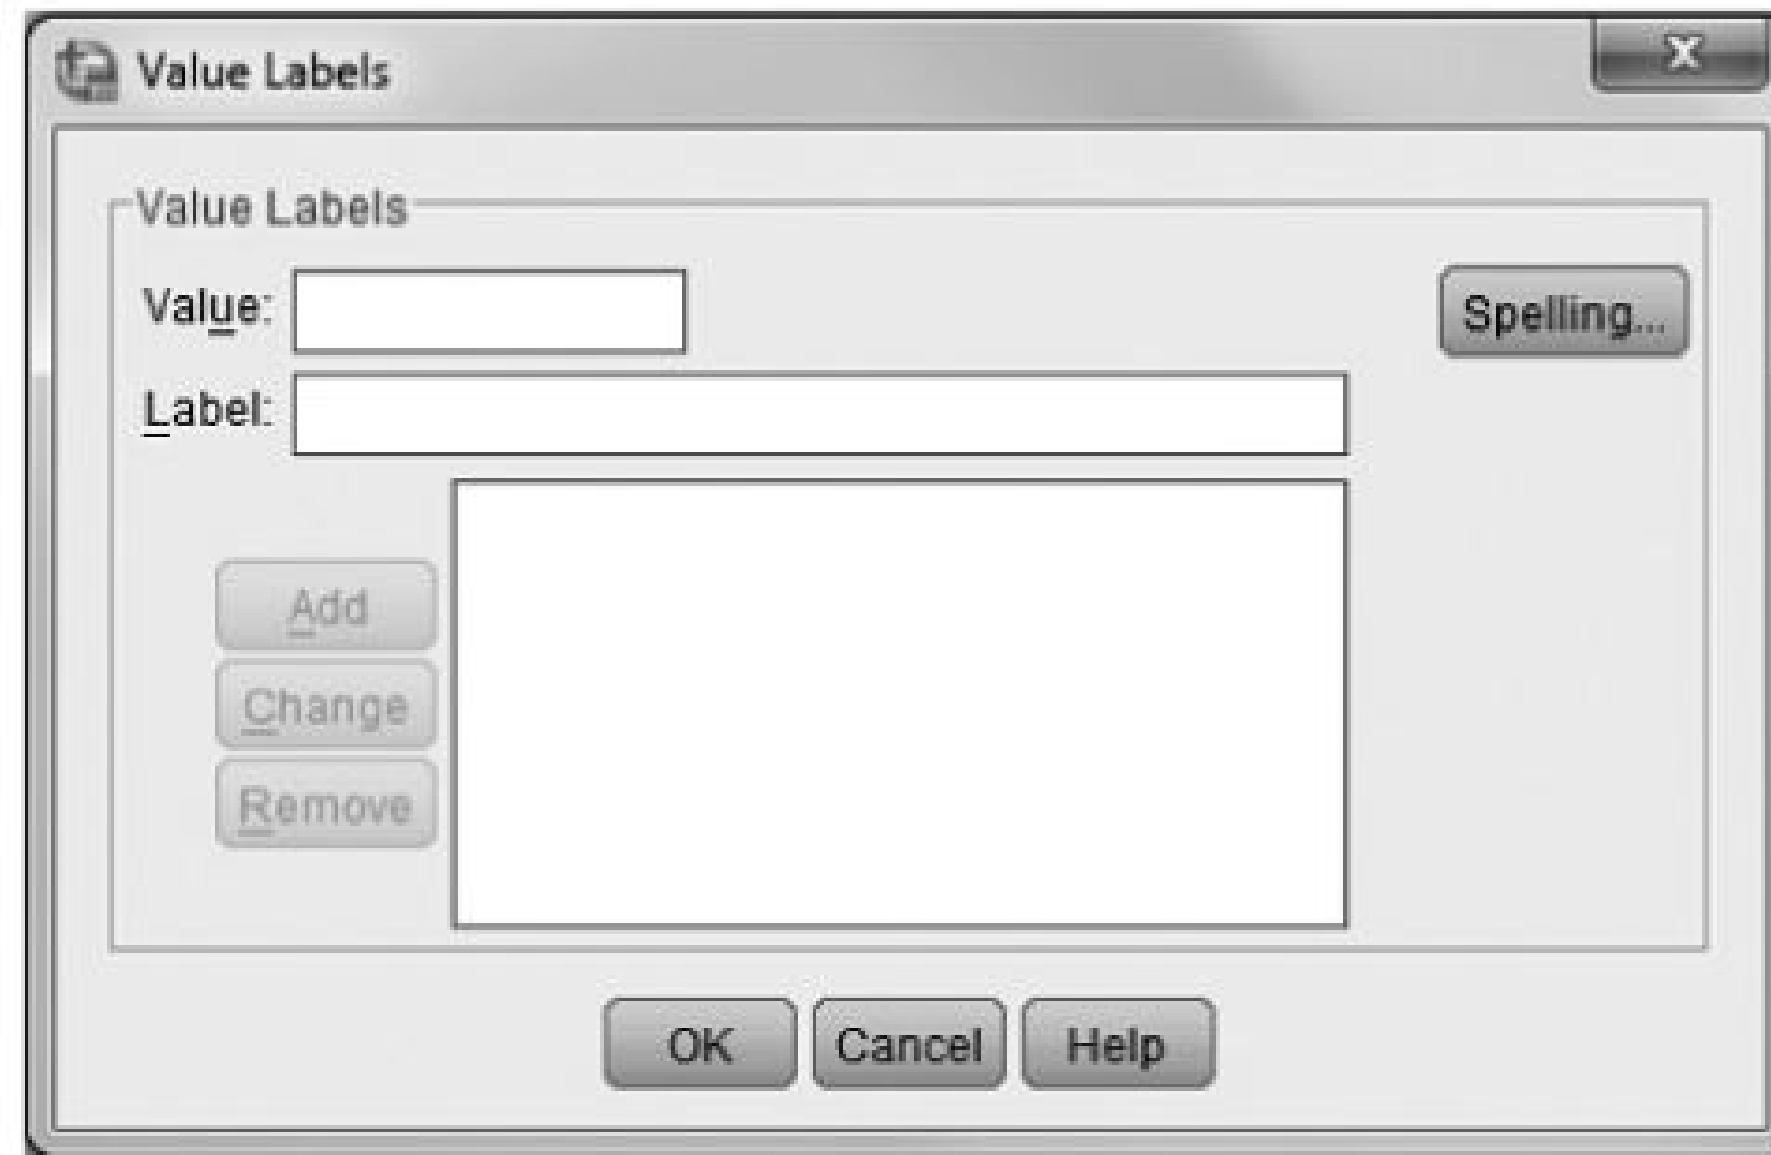 Value Labels
Value Labels
Value:
Spelling...
Label:
Add
Change
Remove
OK Cancel Help